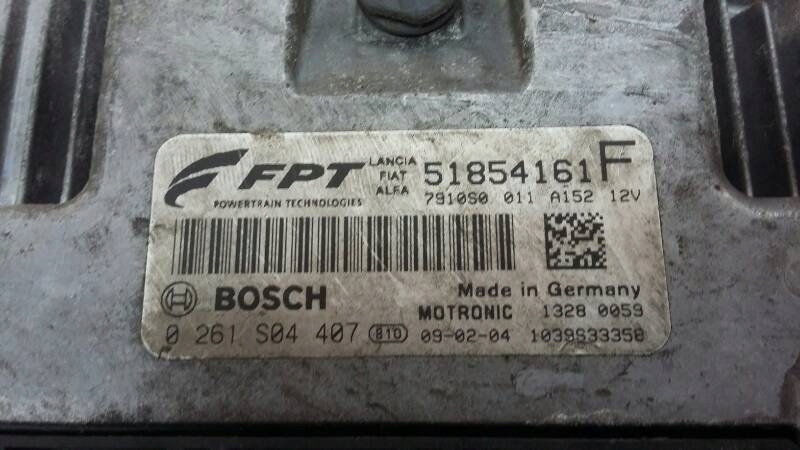 FPT
POWERTRAIN TECHNOLOGIES
LANCIA
FIAT
ALFA
51854161 F
7910S0 011 A152 12V
BOSCH
Made in Germany
MOTRONIC 1328 0059
0 261 S04 407 810 09-02-04 1039S33358